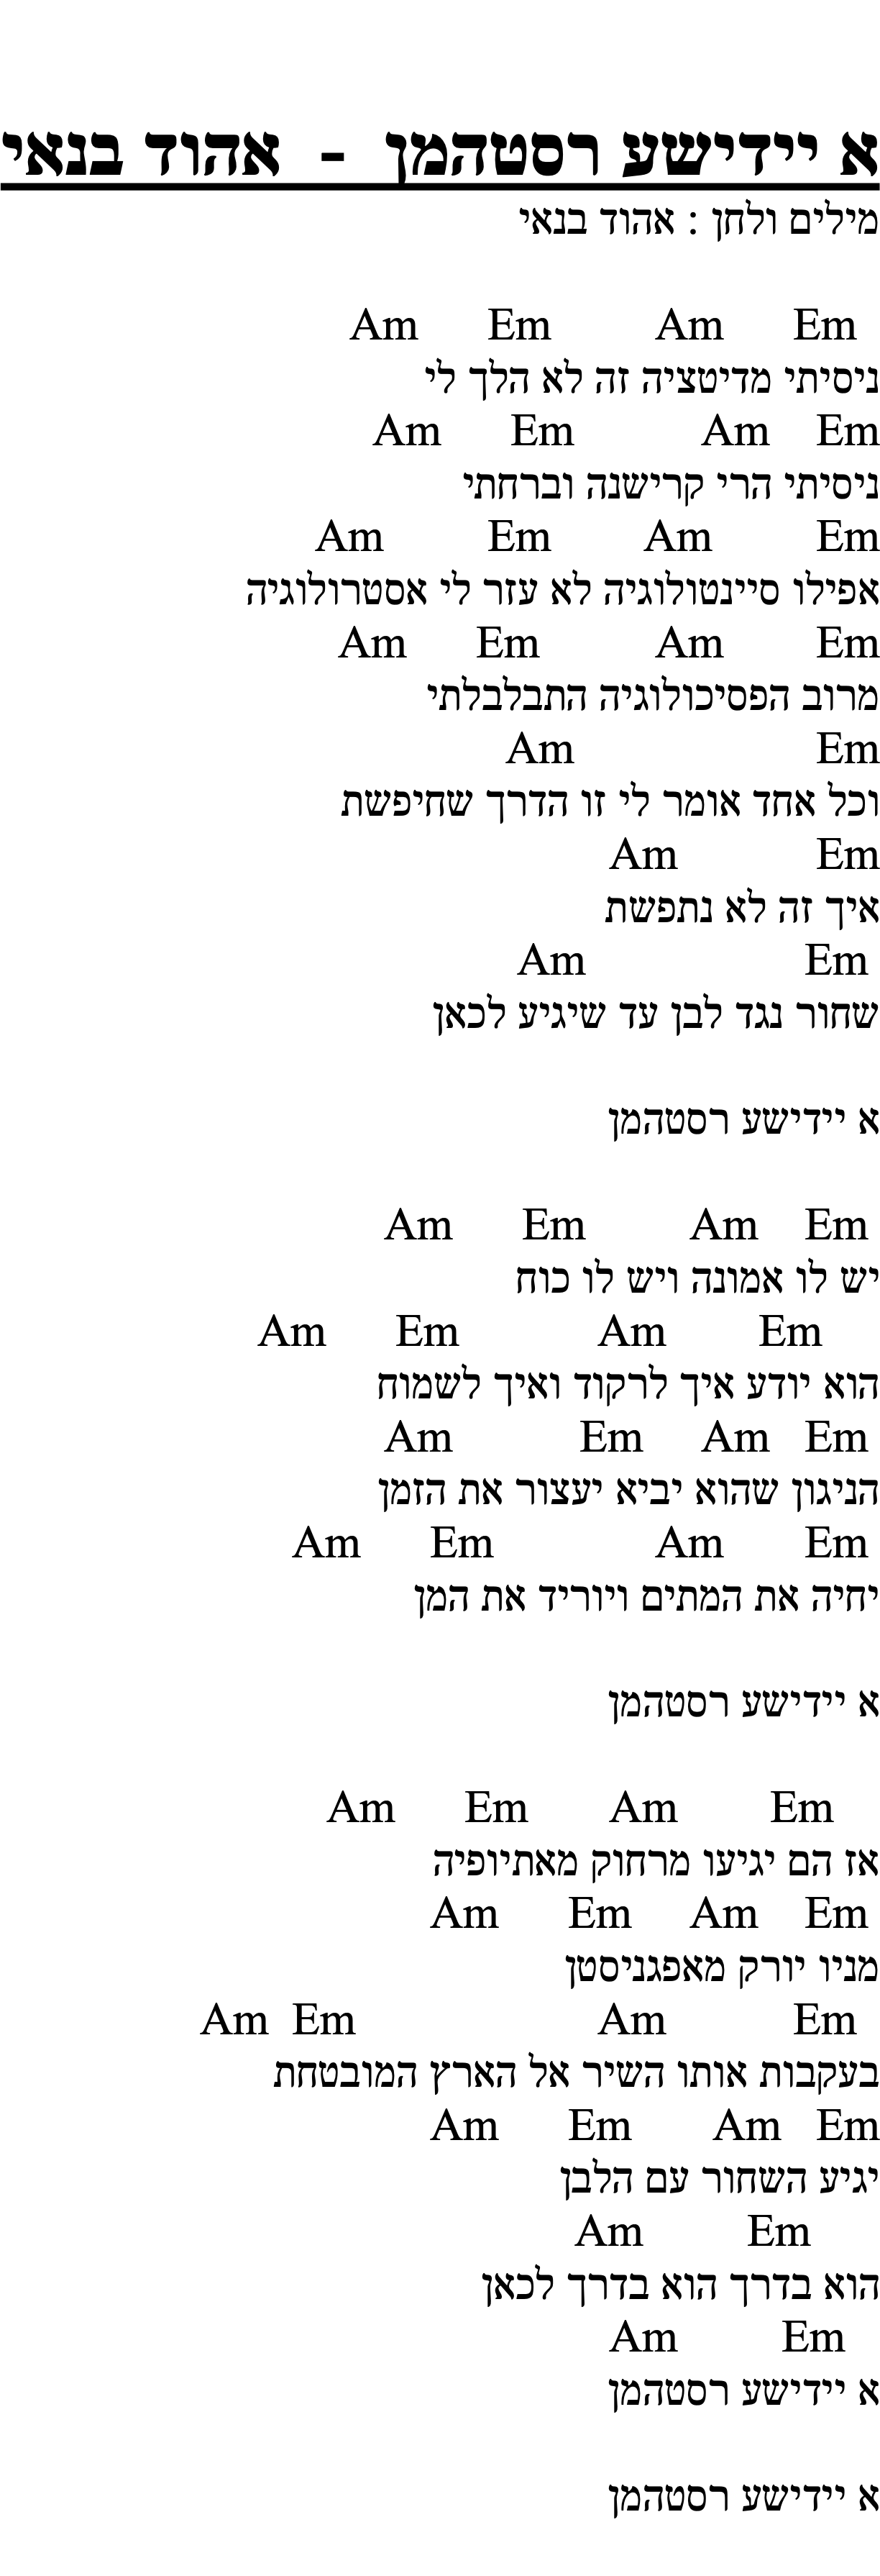 א יידישע רסטהמן - אהוד בנאי
מילים ולחן : אהוד בנאי
Em Am Em Am
ניסיתי מדיטציה זה לא הלך לי
Em Am Em Am
ניסיתי הרי קרישנה וברחתי
Em Am Em Am
אפילו סיינטולוגיה לא עזר לי אסטרולוגיה
Em Am Em Am
מרוב הפסיכולוגיה התבלבלתי
Em Am
וכל אחד אומר לי זו הדרך שחיפשת
Em Am
איך זה לא נתפשת
Em Am
שחור נגד לבן עד שיגיע לכאן
א יידישע רסטהמן
Em Am Em Am
יש לו אמונה ויש לו כוח
Em Am Em Am
הוא יודע איך לרקוד ואיך לשמוח
Em Am Em Am
הניגון שהוא יביא יעצור את הזמן
Em Am Em Am
יחיה את המתים ויוריד את המן
א יידישע רסטהמן
Em Am Em Am
אז הם יגיעו מרחוק מאתיופיה
Em Am Em Am
מניו יורק מאפגניסטן
Em Am Em Am
בעקבות אותו השיר אל הארץ המובטחת
Em Am Em Am
יגיע השחור עם הלבן
Em Am
הוא בדרך הוא בדרך לכאן
Em Am
א יידישע רסטהמן
א יידישע רסטהמן